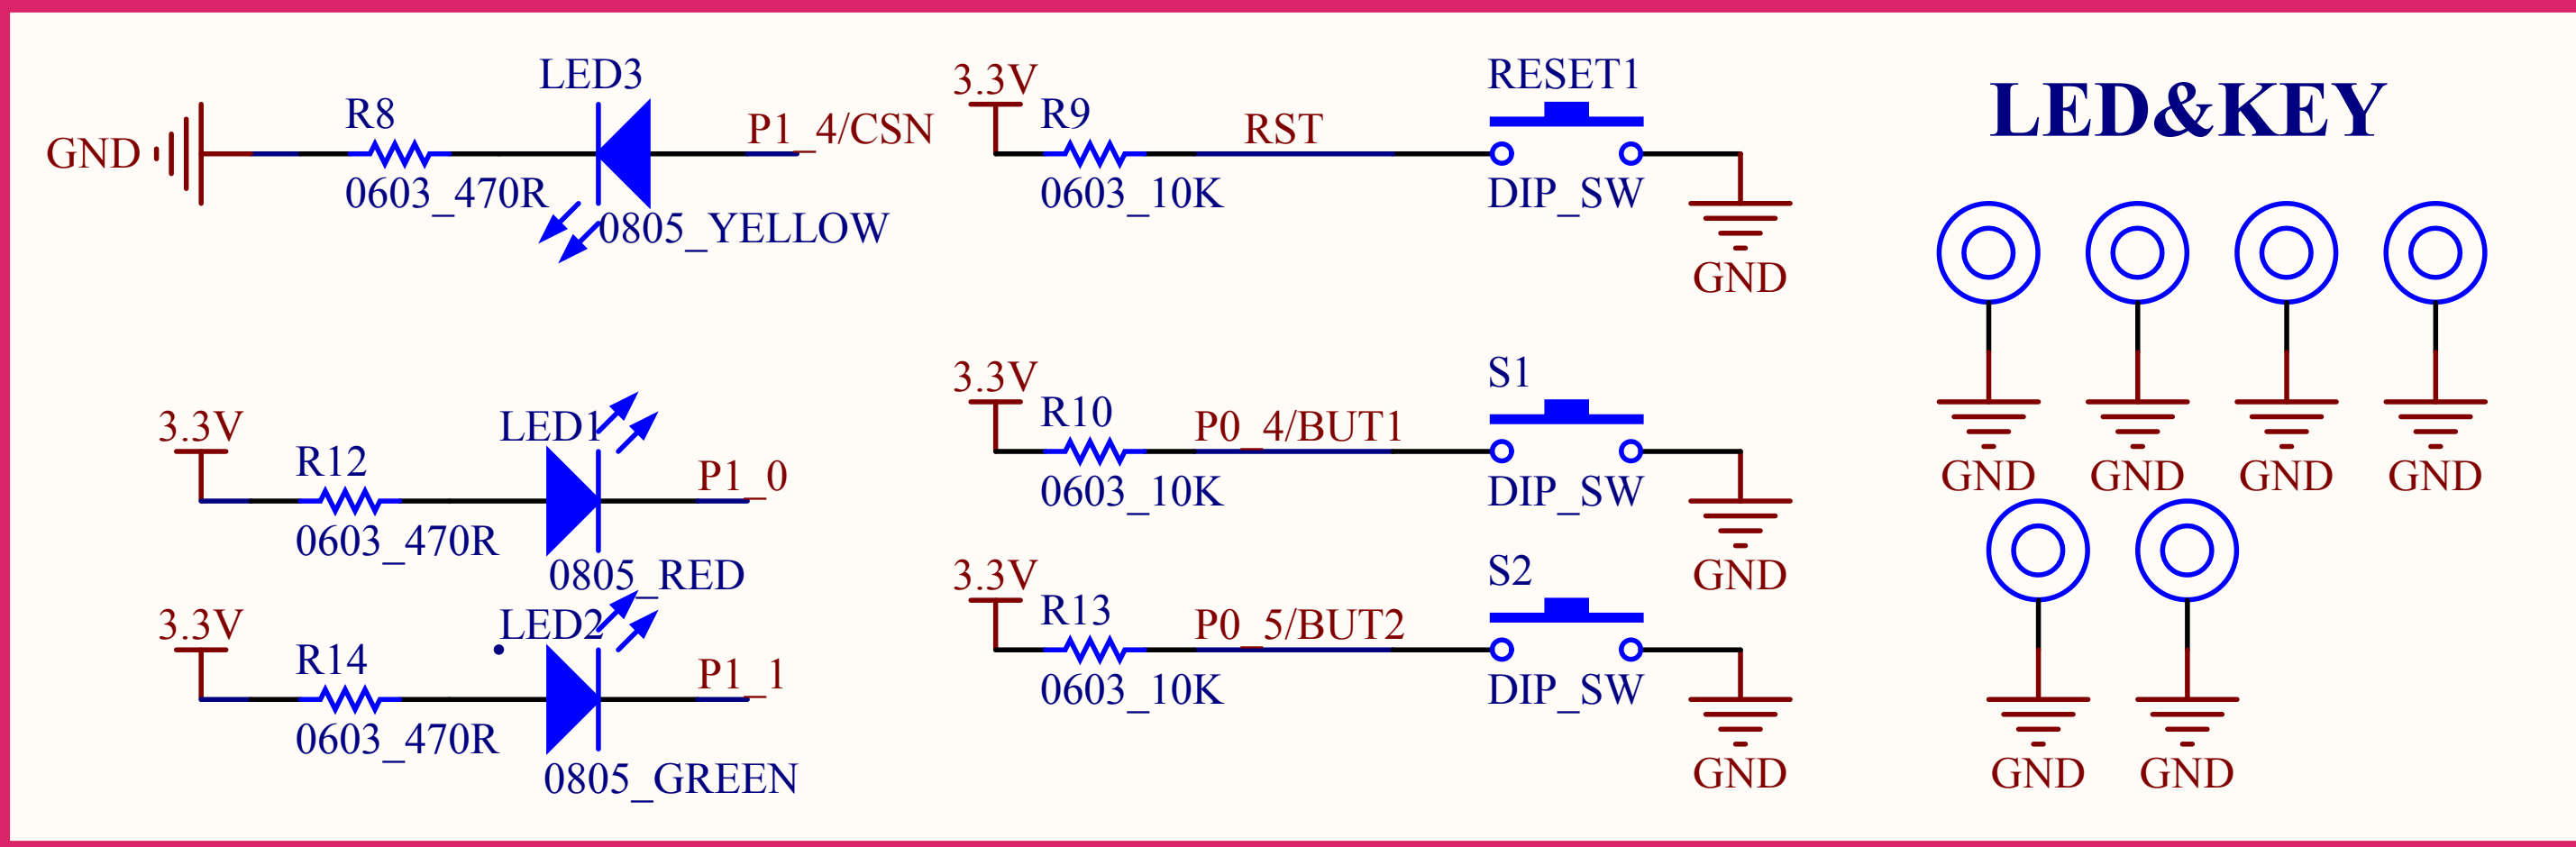 LED3
R8
GND
P1_4/CSN
0603_470R
0805_YELLOW
3.3V
R9
RST
RESET1
0603_10K
DIP_SW
GND
LED&KEY
3.3V
LED1
R12
P1_0
0603_470R
0805_RED
3.3V
LED2
R14
P1_1
0603_470R
0805_GREEN
3.3V
R10
P0_4/BUT1
S1
0603_10K
DIP_SW
GND
3.3V
R13
P0_5/BUT2
S2
0603_10K
DIP_SW
GND
GND
GND
GND
GND
GND
GND